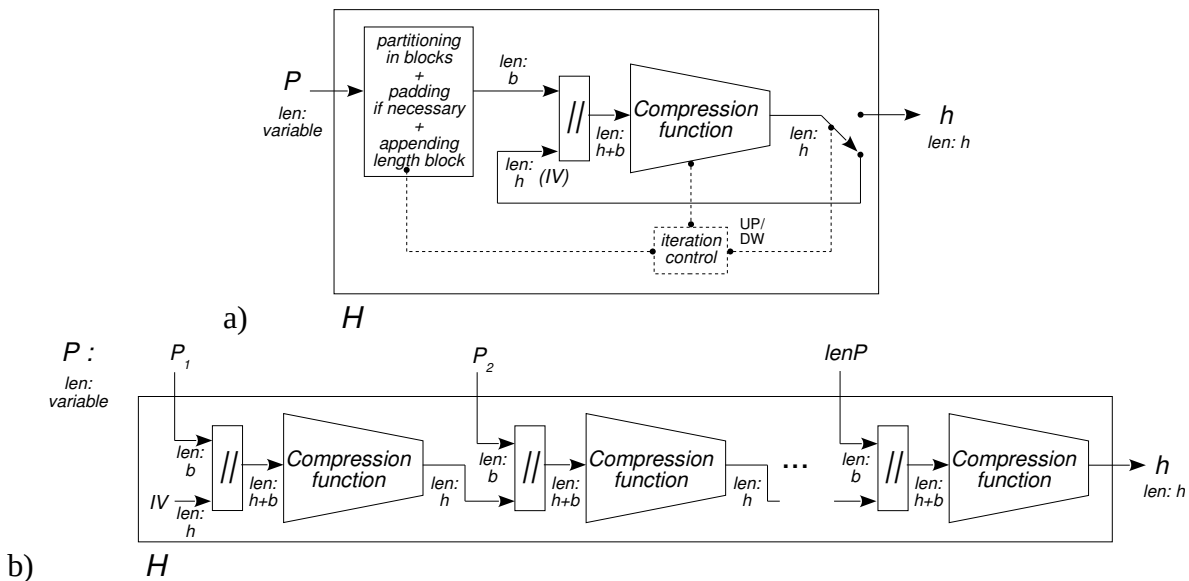 partitioning
in blocks
+
padding
if necessary
+
appending
length block
P
len:
variable
len:
b
//
len:
h+b
Compression
function
len:
h
h
len: h
len:
h
(IV)
UP/
DW
iteration
control
a)
H
P :
len:
variable
P1
P2
lenP
len:
b
//
len:
h+b
Compression
function
len:
h
IV
len:
h
len:
b
//
len:
h+b
Compression
function
len:
h
...
len:
b
//
len:
h+b
Compression
function
h
len: h
b)
H